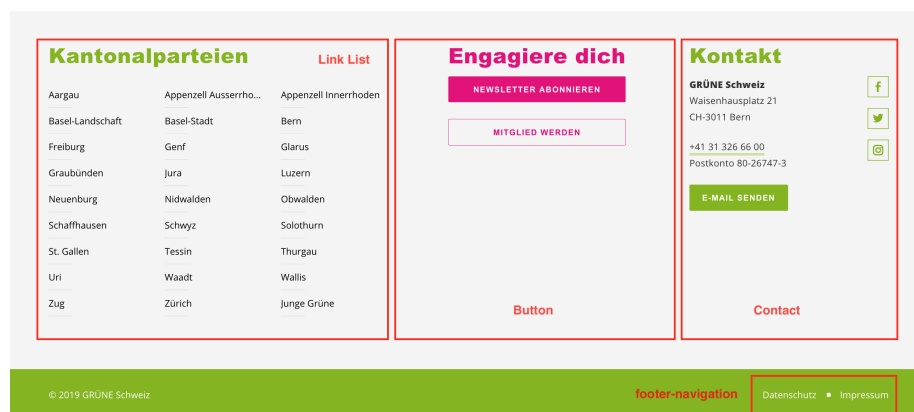 Kantonalparteien
Link List
Aargau
Appenzell Ausserrho...
Appenzell Innerrhoden
Basel-Landschaft
Basel-Stadt
Bern
Freiburg
Genf
Glarus
Graubünden
Jura
Luzern
Neuenburg
Nidwalden
Obwalden
Schaffhausen
Schwyz
Solothurn
St. Gallen
Tessin
Thurgau
Uri
Waadt
Wallis
Zug
Zürich
Junge Grüne
Engagiere dich
NEWSLETTER ABONNIEREN
MITGLIED WERDEN
Button
Kontakt
GRÜNE Schweiz
Waisenhausplatz 21
CH-3011 Bern
+41 31 326 66 00
Postkonto 80-26747-3
E-MAIL SENDEN
Contact
© 2019 GRÜNE Schweiz
footer-navigation
Datenschutz ▪ Impressum